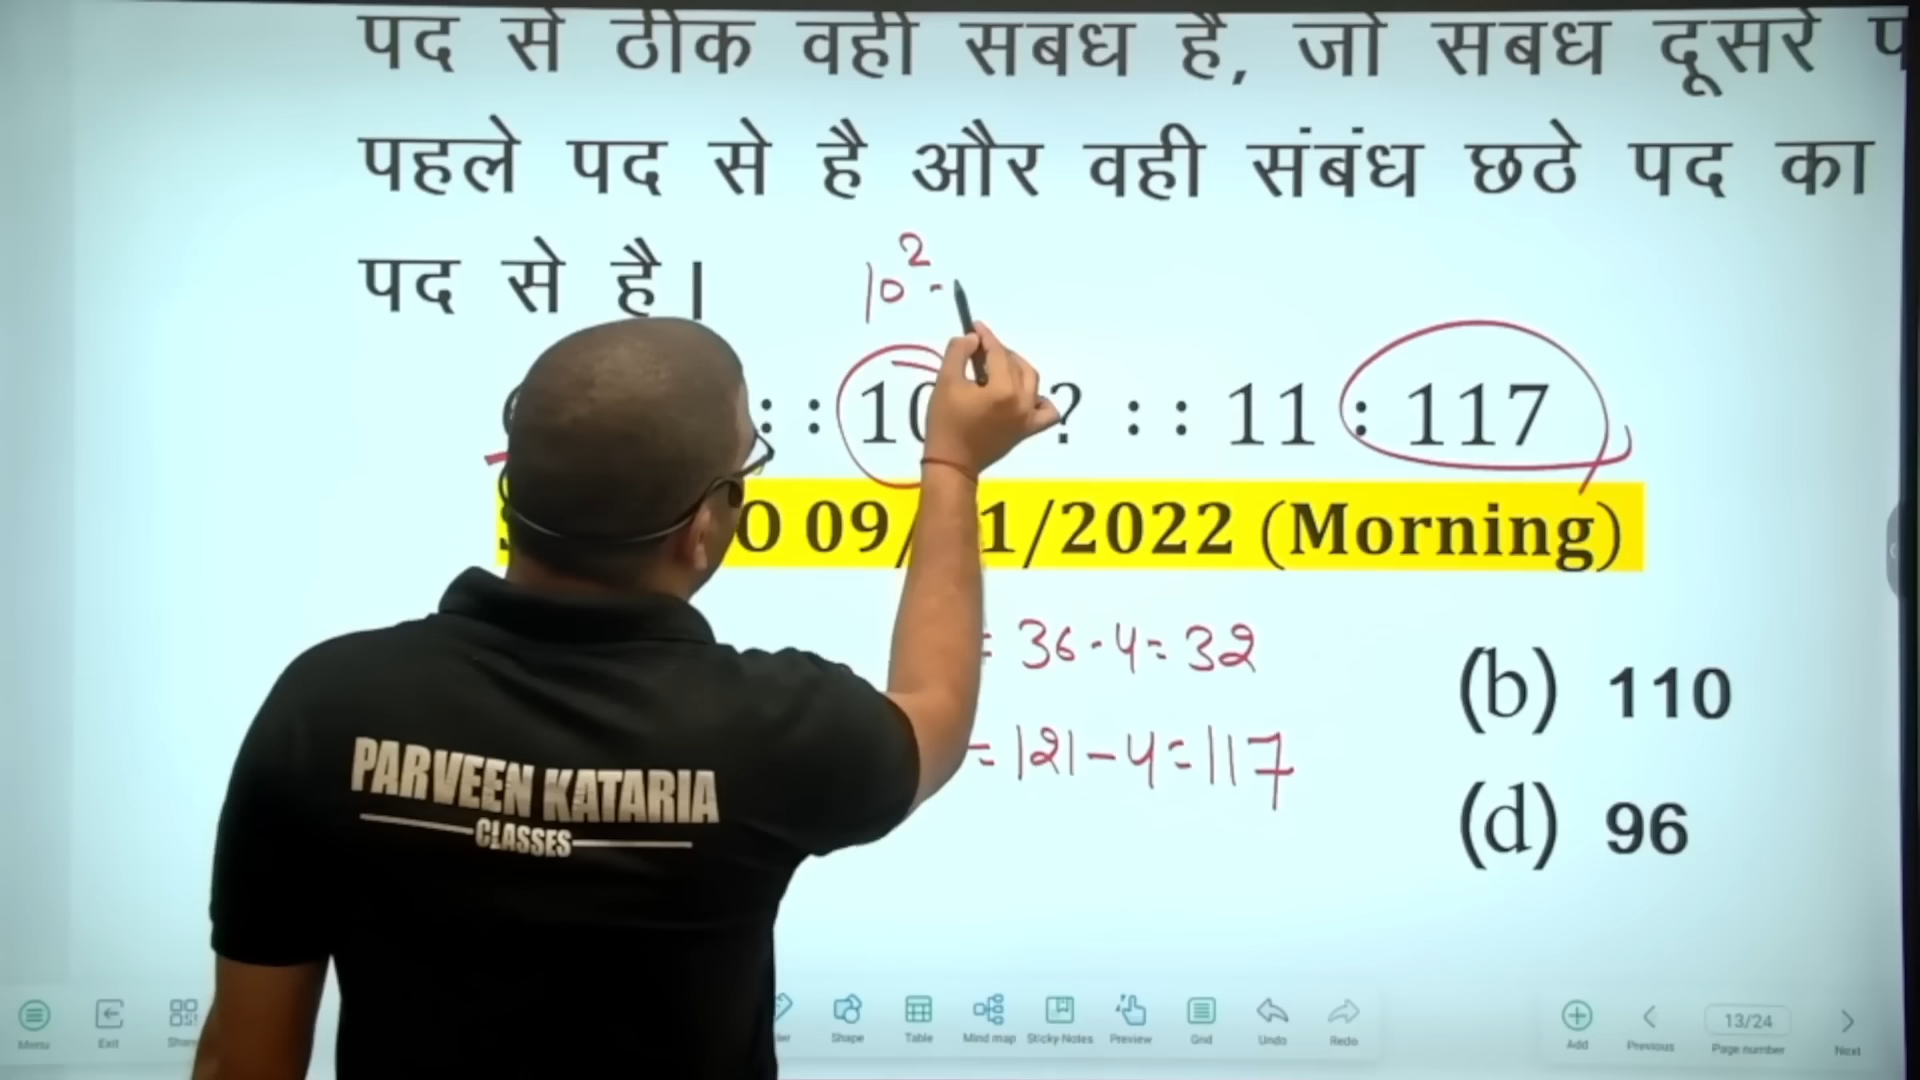 पद से ठीक वही सबध है, जो सबध दूसरे
पहले पद से है और वही संबंध छठे पद का
पद से है।
10² -
:: 10 ? :: 11 : 117
O 09/ 1/2022 (Morning)
= 36 - 4 = 32
(b) 110
= 121 - 4 = 117
(d) 96
PARVEEN KATARIA
CLASSES
Menu Exit Shape Table Mind map Sticky Notes Preview Grid Undo Redo Add Previous 13/24 Page number Next